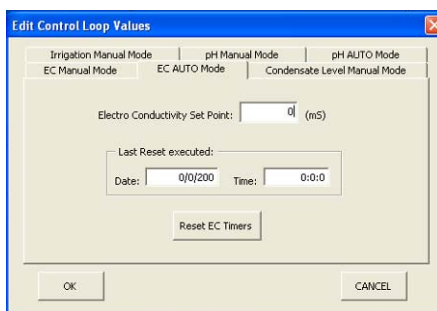 Edit Control Loop Values
Irrigation Manual Mode pH Manual Mode pH AUTO Mode
EC Manual Mode EC AUTO Mode Condensate Level Manual Mode
Electro Conductivity Set Point: 0 (mS)
Last Reset executed:
Date: 0/0/200 Time: 0:0:0
Reset EC Timers
OK CANCEL